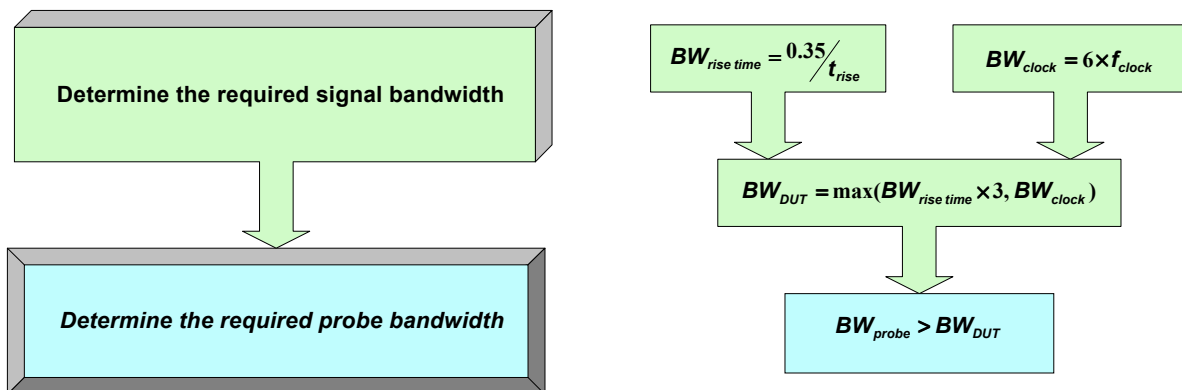 Determine the required signal bandwidth
Determine the required probe bandwidth
BW_rise time = 0.35/t_rise
BW_clock = 6×f_clock
BW_DUT = max(BW_rise time ×3, BW_clock)
BW_probe > BW_DUT